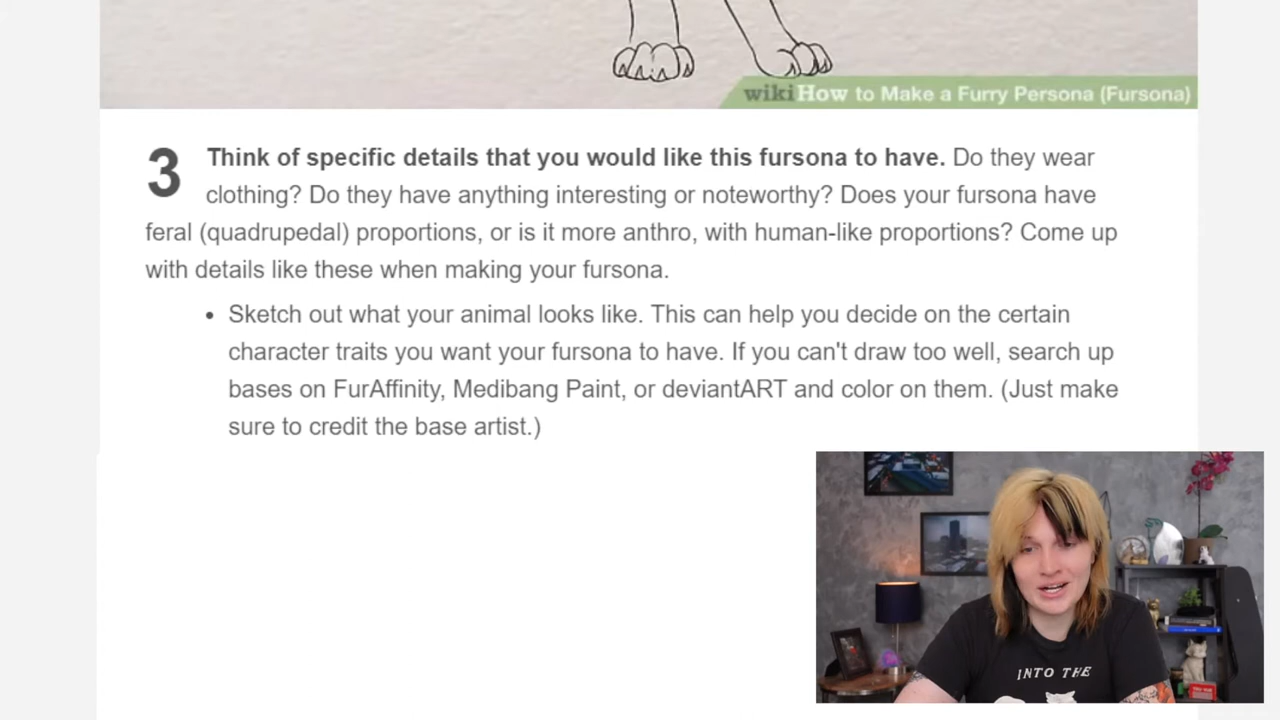 wikiHow to Make a Furry Persona (Fursona)
3 Think of specific details that you would like this fursona to have. Do they wear
clothing? Do they have anything interesting or noteworthy? Does your fursona have
feral (quadrupedal) proportions, or is it more anthro, with human-like proportions? Come up
with details like these when making your fursona.
• Sketch out what your animal looks like. This can help you decide on the certain
character traits you want your fursona to have. If you can't draw too well, search up
bases on FurAffinity, Medibang Paint, or deviantART and color on them. (Just make
sure to credit the base artist.)
INTO THE